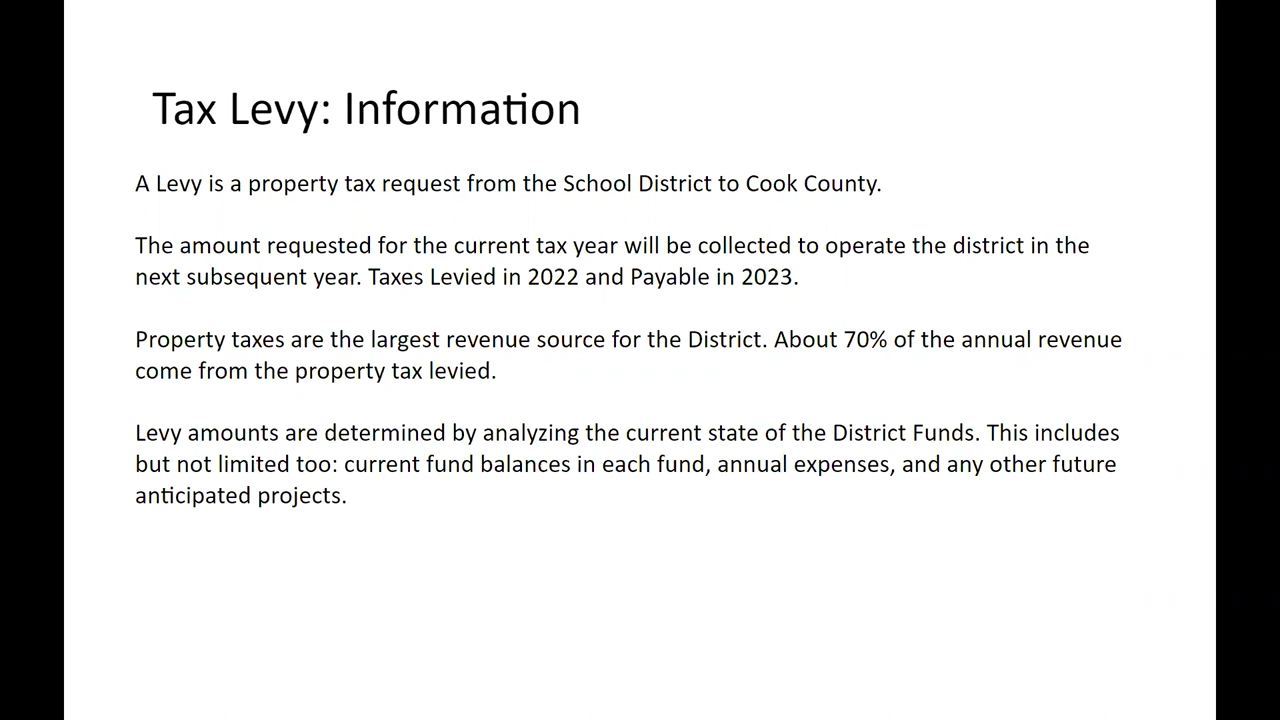 Tax Levy: Information
A Levy is a property tax request from the School District to Cook County.
The amount requested for the current tax year will be collected to operate the district in the
next subsequent year. Taxes Levied in 2022 and Payable in 2023.
Property taxes are the largest revenue source for the District. About 70% of the annual revenue
come from the property tax levied.
Levy amounts are determined by analyzing the current state of the District Funds. This includes
but not limited too: current fund balances in each fund, annual expenses, and any other future
anticipated projects.